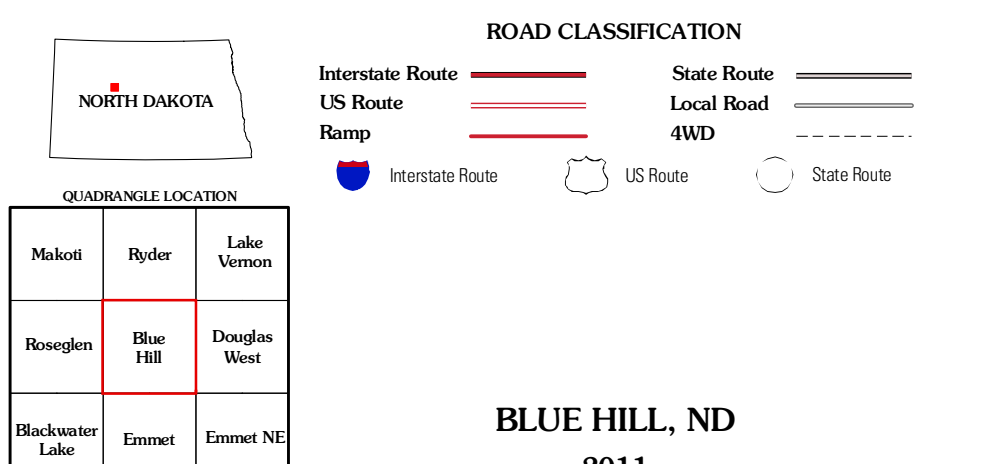 ROAD CLASSIFICATION
Interstate Route
State Route
US Route
Local Road
Ramp
4WD
Interstate Route
US Route
State Route
NORTH DAKOTA
QUADRANGLE LOCATION
Makoti
Ryder
Lake
Vernon
Roseglen
Blue
Hill
Douglas
West
Blackwater
Lake
Emmet
Emmet NE
BLUE HILL, ND
2011